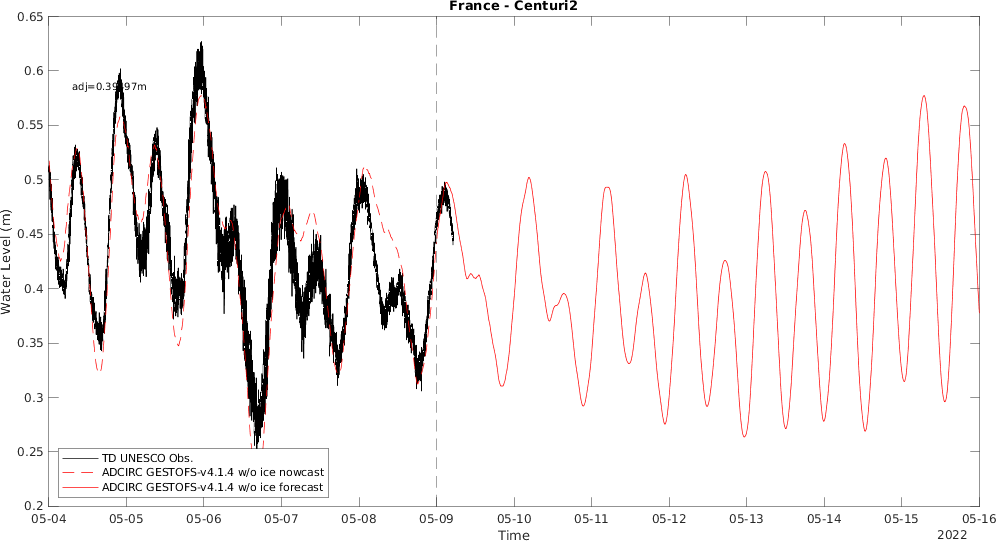 France - Centuri2
0.65
0.6
0.55
0.5
0.45
0.4
0.35
0.3
0.25
0.2
Water Level (m)
TD UNESCO Obs.
ADCIRC GESTOFS-v4.1.4 w/o ice nowcast
ADCIRC GESTOFS-v4.1.4 w/o ice forecast
05-04 05-05 05-06 05-07 05-08 05-09 05-10 05-11 05-12 05-13 05-14 05-15 05-16
Time
2022